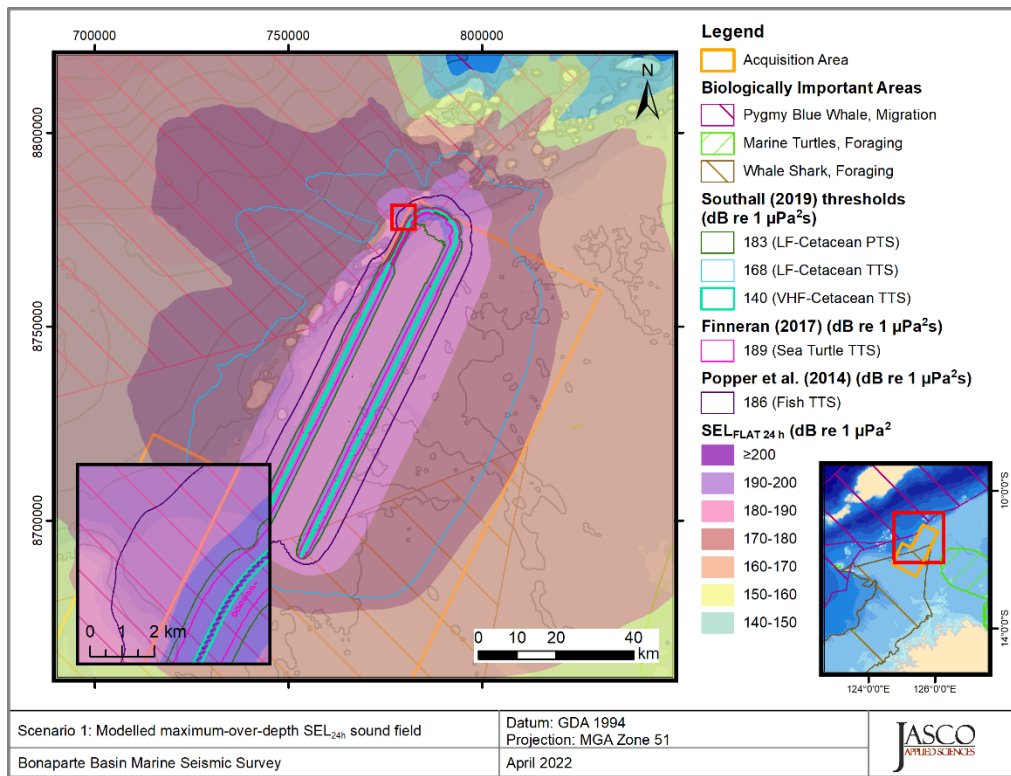 700000 750000 800000
8800000
8750000
8700000
N
0 1 2 km
0 10 20 40
km
Legend
Acquisition Area
Biologically Important Areas
Pygmy Blue Whale, Migration
Marine Turtles, Foraging
Whale Shark, Foraging
Southall (2019) thresholds
(dB re 1 µPa²s)
183 (LF-Cetacean PTS)
168 (LF-Cetacean TTS)
140 (VHF-Cetacean TTS)
Finneran (2017) (dB re 1 µPa²s)
189 (Sea Turtle TTS)
Popper et al. (2014) (dB re 1 µPa²s)
186 (Fish TTS)
SEL_FLAT 24 h (dB re 1 µPa²
≥200
190-200
180-190
170-180
160-170
150-160
140-150
10°0'0"S
14°0'0"S
124°0'0"E 126°0'0"E
Scenario 1: Modelled maximum-over-depth SEL24h sound field
Datum: GDA 1994
Projection: MGA Zone 51
Bonaparte Basin Marine Seismic Survey
April 2022
JASCO
APPLIED SCIENCES